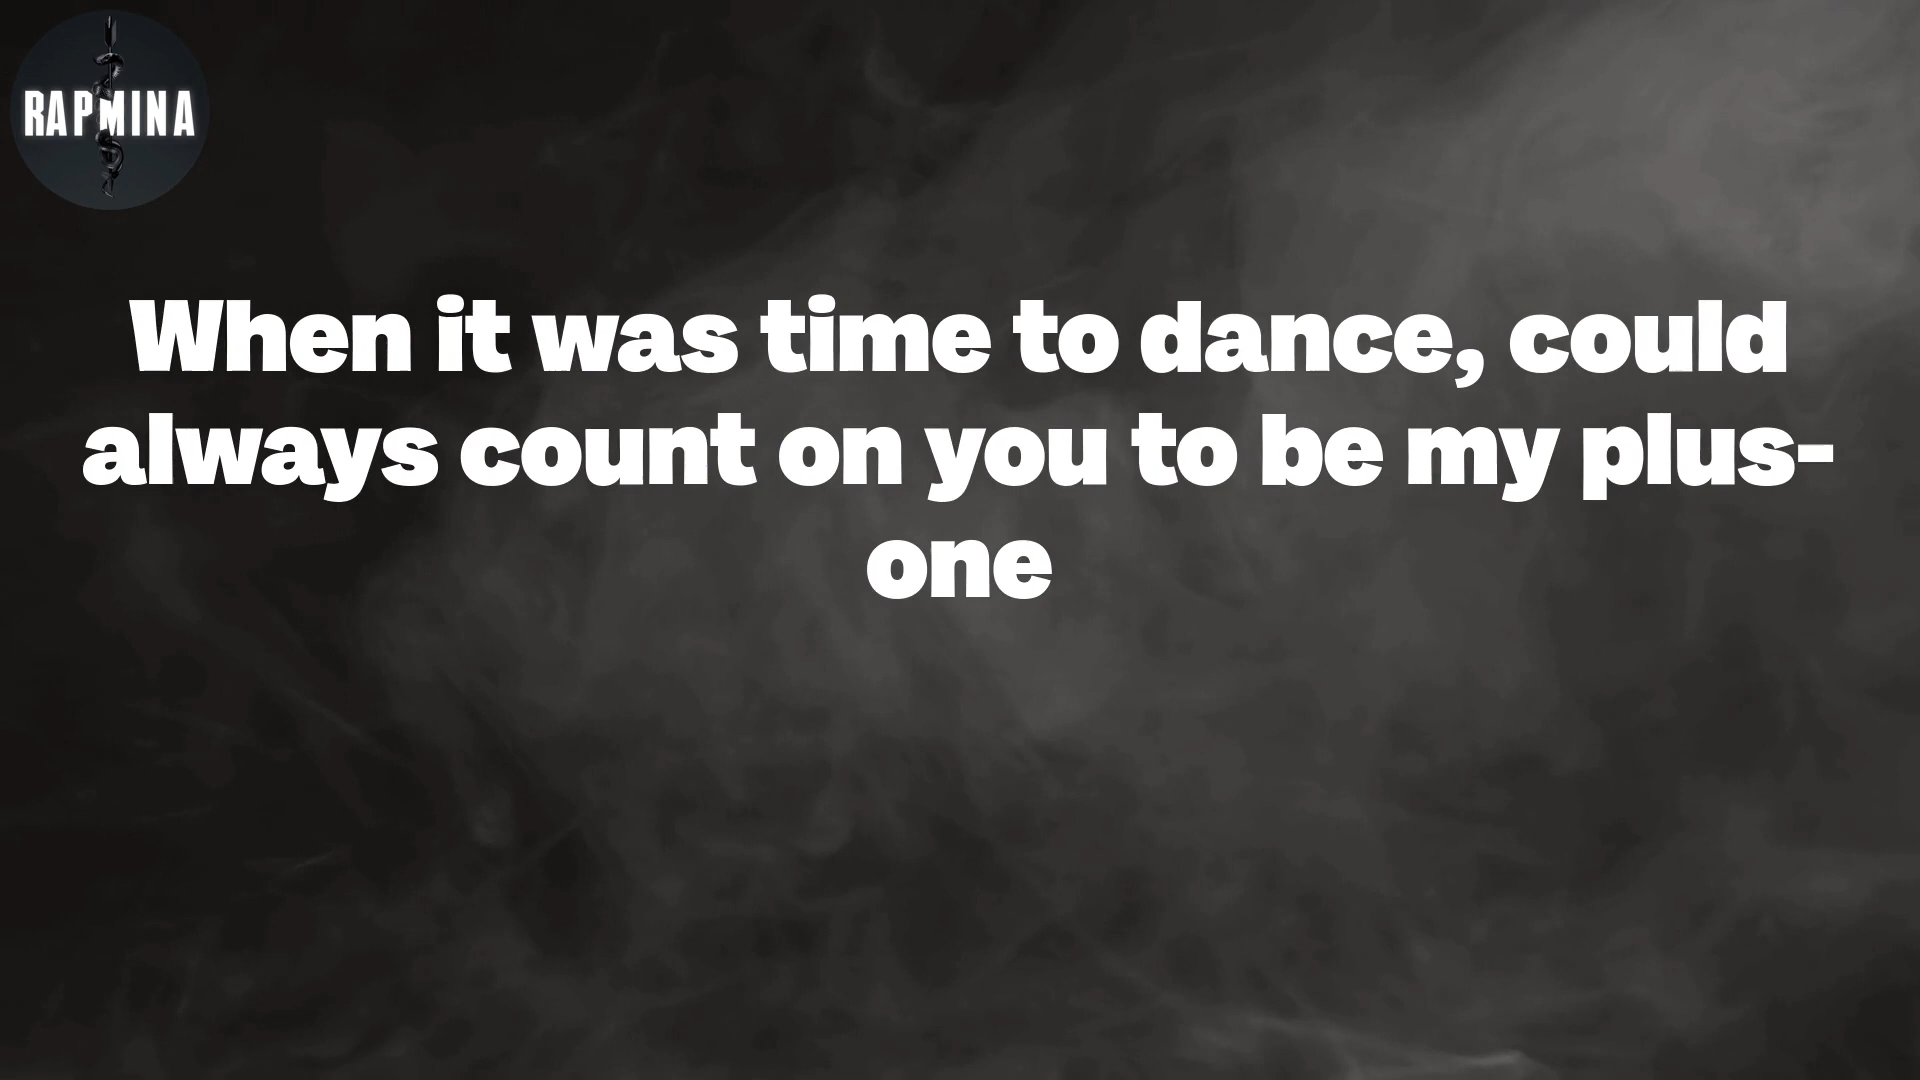 RAPMINA
When it was time to dance, could
always count on you to be my plus-
one